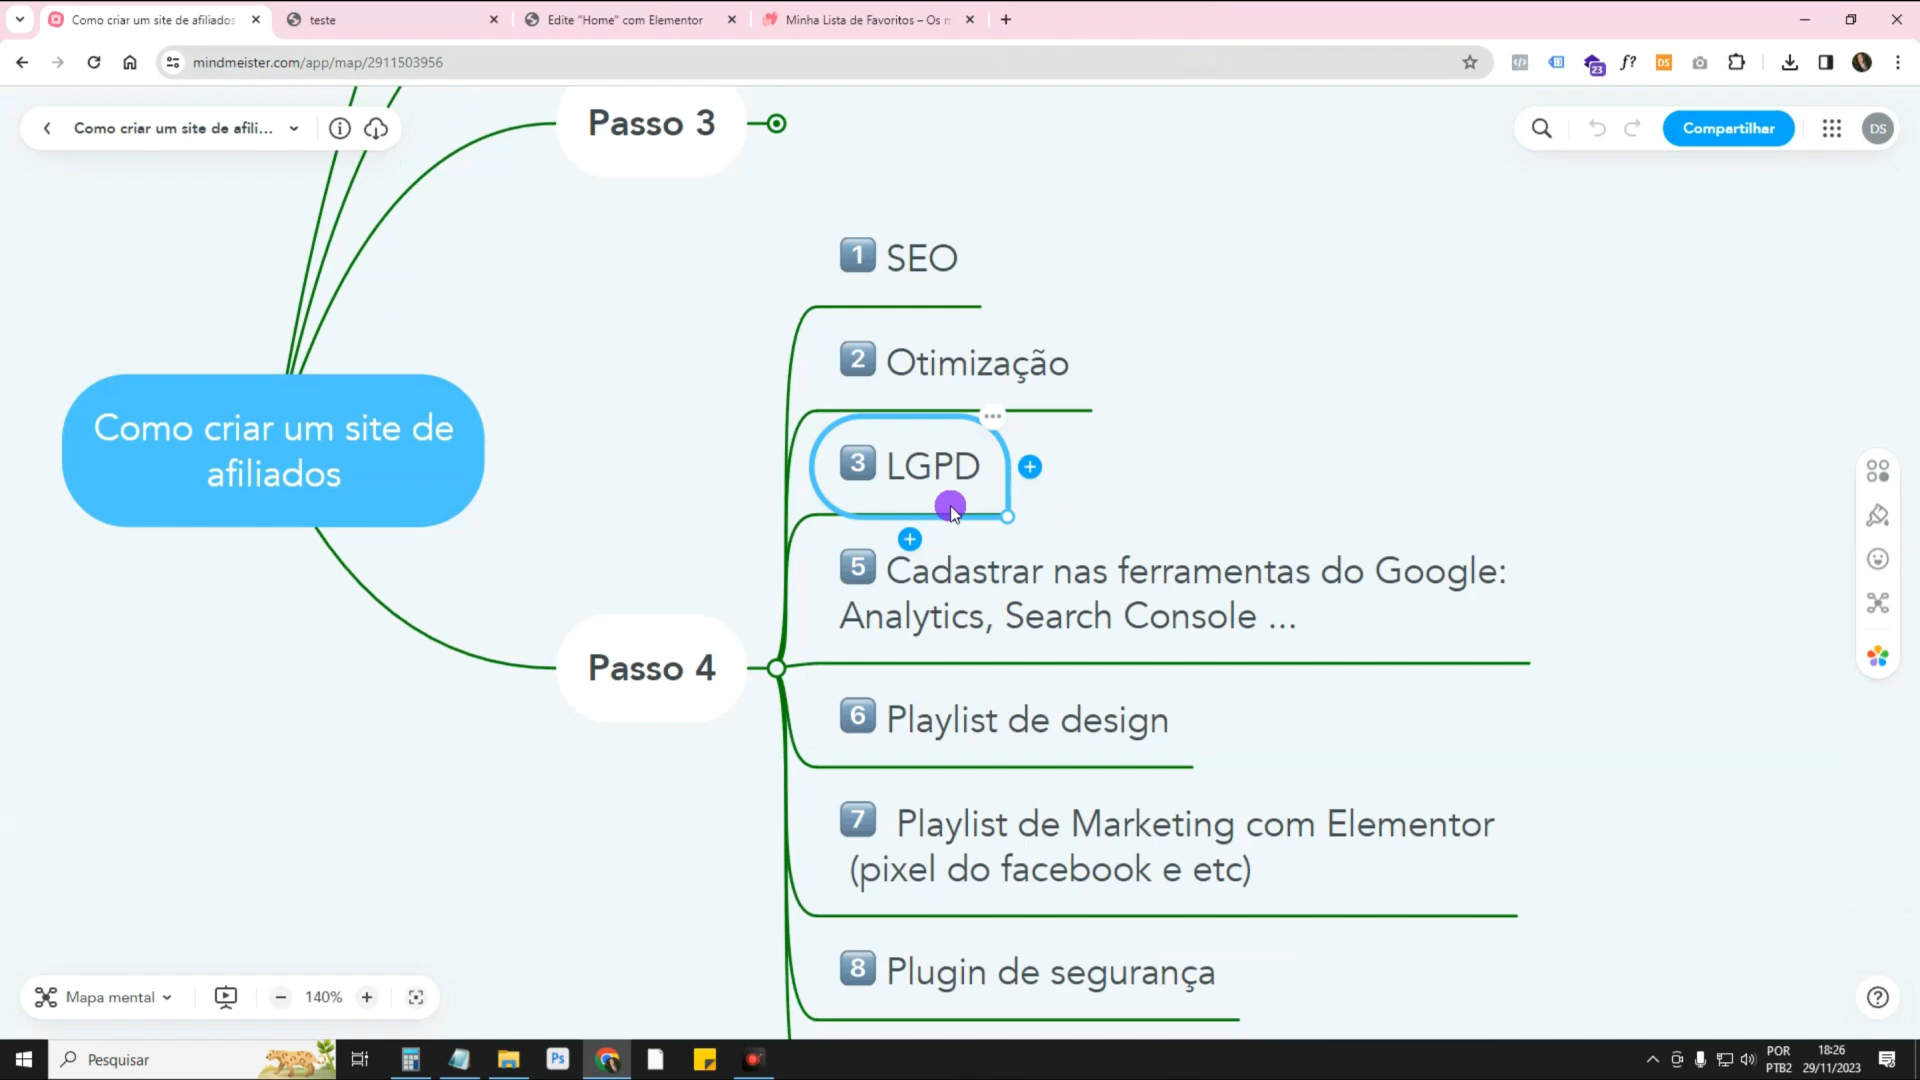 Como criar um site de afiliados
teste
Edite "Home" com Elementor
Minha Lista de Favoritos – Os m
mindmeister.com/app/map/2911503956
f?
DS
23
Como criar um site de afili...
Compartilhar
DS
Passo 3
1 SEO
2 Otimização
Como criar um site de
afiliados
3 LGPD
5 Cadastrar nas ferramentas do Google:
Analytics, Search Console ...
Passo 4
6 Playlist de design
7 Playlist de Marketing com Elementor
(pixel do facebook e etc)
8 Plugin de segurança
Mapa mental
140%
Pesquisar
Ps
POR
PTB2
18:26
29/11/2023